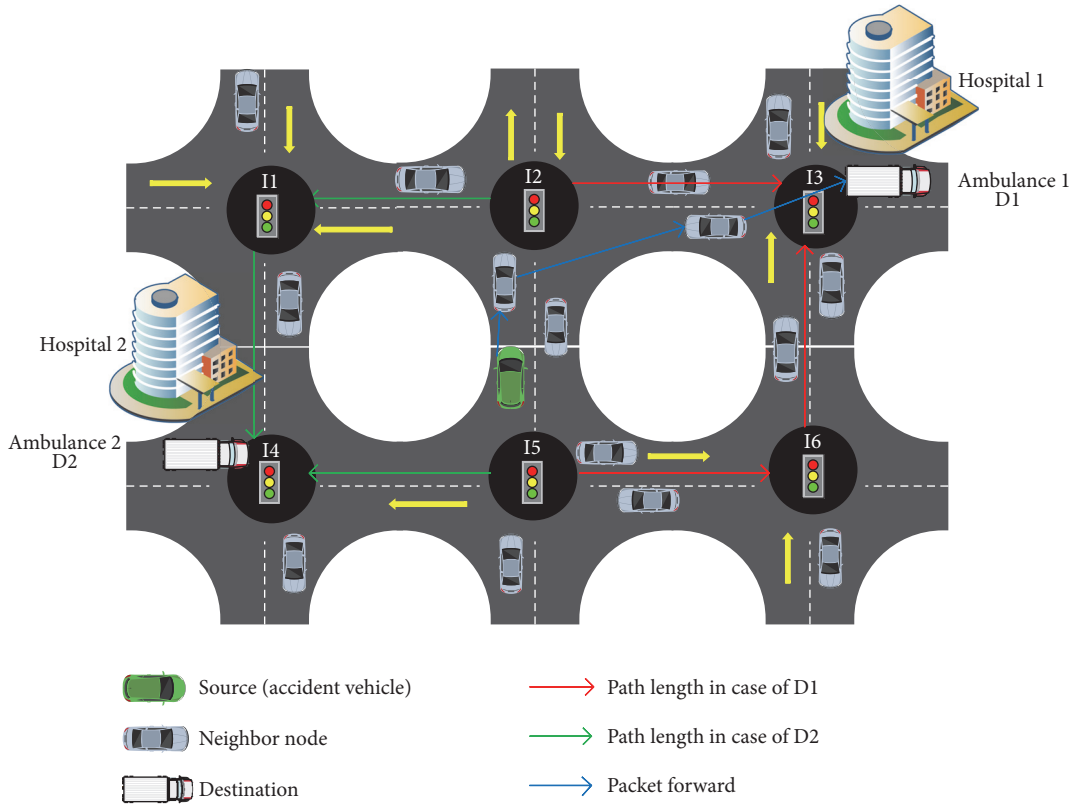 Hospital 1
I1
I2
I3
Ambulance 1
D1
Hospital 2
Ambulance 2
D2
I4
I5
I6
Source (accident vehicle)
Neighbor node
Destination
Path length in case of D1
Path length in case of D2
Packet forward